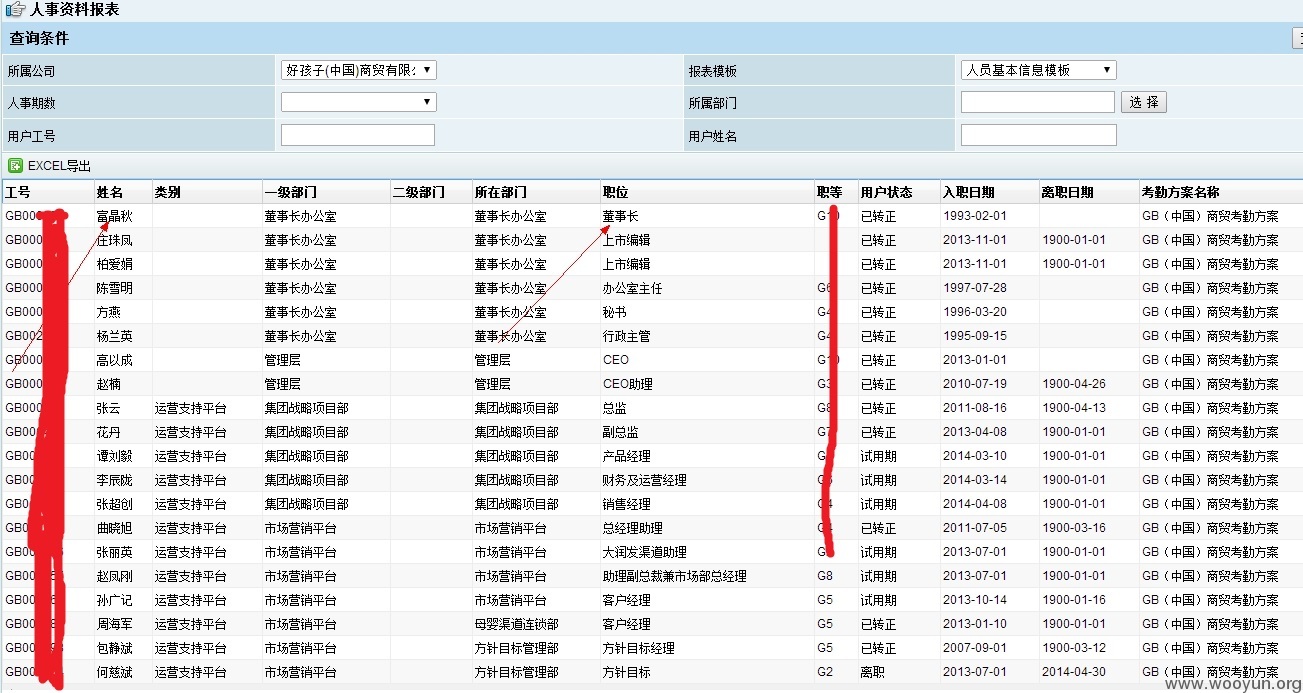 人事资料报表
查询条件
所属公司 好孩子(中国)商贸有限 报表模板 人员基本信息模板
人事期数 所属部门 选 择
用户工号 用户姓名
EXCEL导出
工号 姓名 类别 一级部门 二级部门 所在部门 职位 职等 用户状态 入职日期 离职日期 考勤方案名称
GB00 富晶秋 董事长办公室 董事长办公室 董事长 已转正 1993-02-01 GB（中国）商贸考勤方案
GB000 庄珠凤 董事长办公室 董事长办公室 上市编辑 已转正 2013-11-01 1900-01-01 GB（中国）商贸考勤方案
GB000 柏爱娟 董事长办公室 董事长办公室 上市编辑 已转正 2013-11-01 1900-01-01 GB（中国）商贸考勤方案
GB000 陈雪明 董事长办公室 董事长办公室 办公室主任 已转正 1997-07-28 GB（中国）商贸考勤方案
GB000 方燕 董事长办公室 董事长办公室 秘书 已转正 1996-03-20 GB（中国）商贸考勤方案
GB002 杨兰英 董事长办公室 董事长办公室 行政主管 已转正 1995-09-15 GB（中国）商贸考勤方案
GB000 高以成 管理层 管理层 CEO 已转正 2013-01-01 GB（中国）商贸考勤方案
GB000 赵楠 管理层 管理层 CEO助理 已转正 2010-07-19 1900-04-26 GB（中国）商贸考勤方案
GB00 张云 运营支持平台 集团战略项目部 集团战略项目部 总监 已转正 2011-08-16 1900-04-13 GB（中国）商贸考勤方案
GB00 花丹 运营支持平台 集团战略项目部 集团战略项目部 副总监 已转正 2013-04-08 1900-01-01 GB（中国）商贸考勤方案
GB00 谭刘毅 运营支持平台 集团战略项目部 集团战略项目部 产品经理 试用期 2014-03-10 1900-01-01 GB（中国）商贸考勤方案
GB00 李辰陇 运营支持平台 集团战略项目部 集团战略项目部 财务及运营经理 试用期 2014-03-14 1900-01-01 GB（中国）商贸考勤方案
GB00 张超创 运营支持平台 集团战略项目部 集团战略项目部 销售经理 试用期 2014-04-08 1900-01-01 GB（中国）商贸考勤方案
GB0 曲晓旭 运营支持平台 市场营销平台 市场营销平台 总经理助理 已转正 2011-07-05 1900-03-16 GB（中国）商贸考勤方案
GB00 张丽英 运营支持平台 市场营销平台 市场营销平台 大润发渠道助理 试用期 2013-07-01 1900-01-01 GB（中国）商贸考勤方案
GB00 赵凤刚 运营支持平台 市场营销平台 市场营销平台 助理副总裁兼市场部总经理 G8 试用期 2013-07-01 1900-01-01 GB（中国）商贸考勤方案
GB00 孙广记 运营支持平台 市场营销平台 市场营销平台 客户经理 G5 试用期 2013-10-14 1900-01-16 GB（中国）商贸考勤方案
GB00 周海军 运营支持平台 市场营销平台 母婴渠道连锁部 客户经理 G5 已转正 2013-01-10 1900-01-01 GB（中国）商贸考勤方案
GB00 包静斌 运营支持平台 市场营销平台 方针目标管理部 方针目标经理 G5 已转正 2007-09-01 1900-03-12 GB（中国）商贸考勤方案
GB00 何慈斌 运营支持平台 市场营销平台 方针目标管理部 方针目标 G2 离职 2013-07-01 2014-04-30 GB（中国）商贸考勤方案
www.wooyun.org